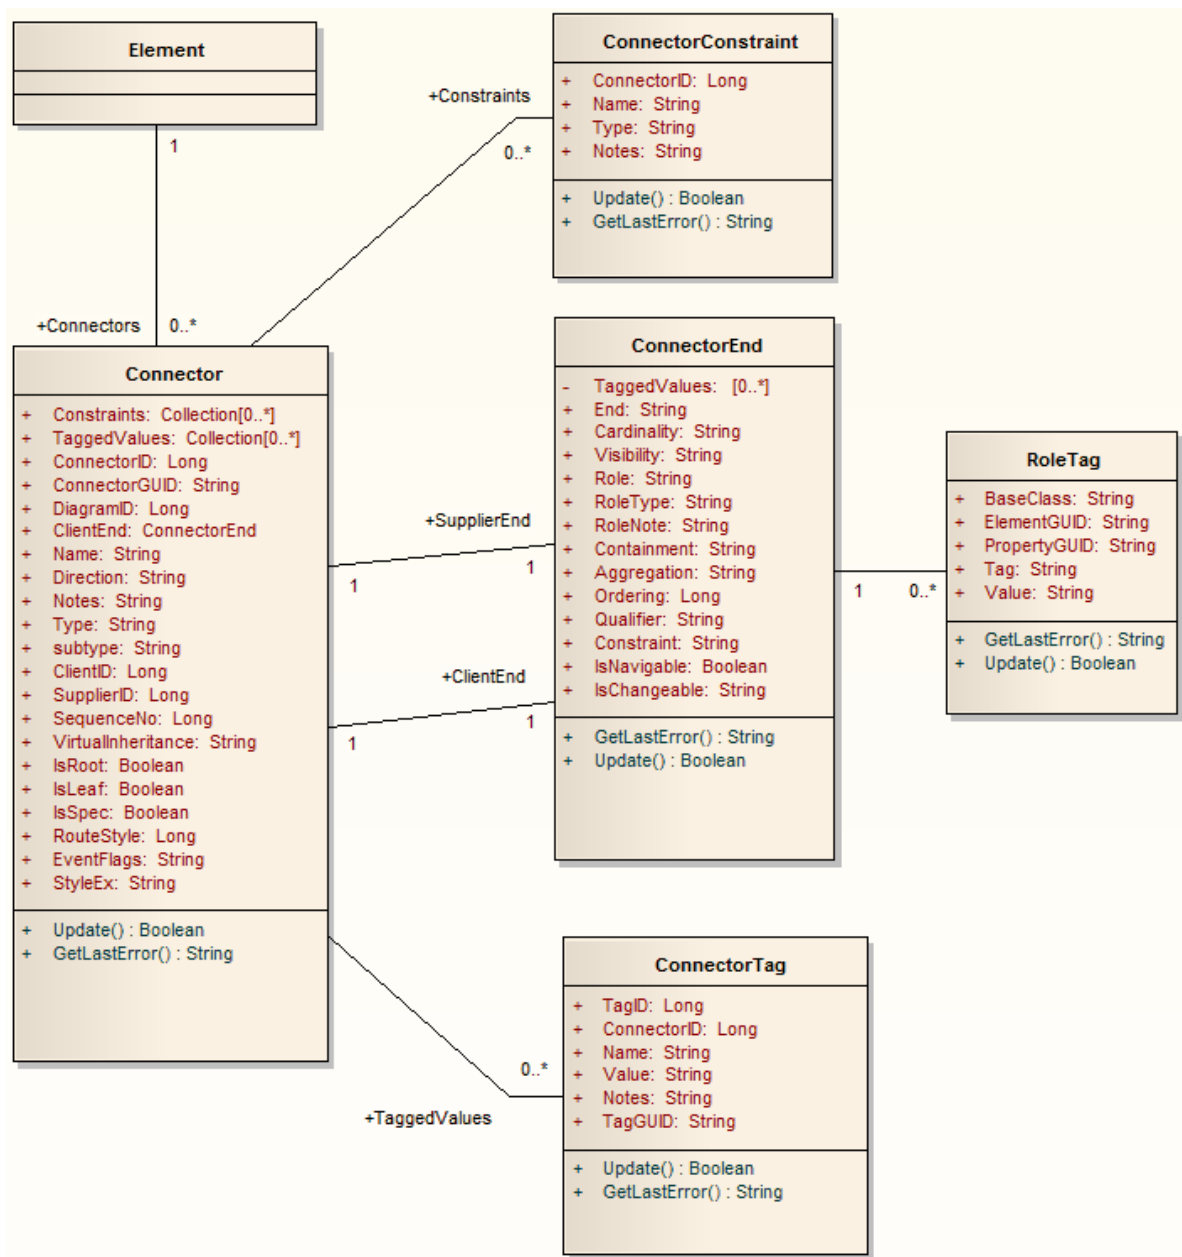 Element
1
+Connectors
0..*
Connector
+ Constraints: Collection[0..*]
+ TaggedValues: Collection[0..*]
+ ConnectorID: Long
+ ConnectorGUID: String
+ DiagramID: Long
+ ClientEnd: ConnectorEnd
+ Name: String
+ Direction: String
+ Notes: String
+ Type: String
+ subtype: String
+ ClientID: Long
+ SupplierID: Long
+ SequenceNo: Long
+ VirtualInheritance: String
+ IsRoot: Boolean
+ IsLeaf: Boolean
+ IsSpec: Boolean
+ RouteStyle: Long
+ EventFlags: String
+ StyleEx: String
+ Update() : Boolean
+ GetLastError() : String
+Constraints
0..*
ConnectorConstraint
+ ConnectorID: Long
+ Name: String
+ Type: String
+ Notes: String
+ Update() : Boolean
+ GetLastError() : String
+SupplierEnd
1
1
+ClientEnd
1
1
ConnectorEnd
- TaggedValues: [0..*]
+ End: String
+ Cardinality: String
+ Visibility: String
+ Role: String
+ RoleType: String
+ RoleNote: String
+ Containment: String
+ Aggregation: String
+ Ordering: Long
+ Qualifier: String
+ Constraint: String
+ IsNavigable: Boolean
+ IsChangeable: String
+ GetLastError() : String
+ Update() : Boolean
1
0..*
RoleTag
+ BaseClass: String
+ ElementGUID: String
+ PropertyGUID: String
+ Tag: String
+ Value: String
+ GetLastError() : String
+ Update() : Boolean
0..*
+TaggedValues
ConnectorTag
+ TagID: Long
+ ConnectorID: Long
+ Name: String
+ Value: String
+ Notes: String
+ TagGUID: String
+ Update() : Boolean
+ GetLastError() : String